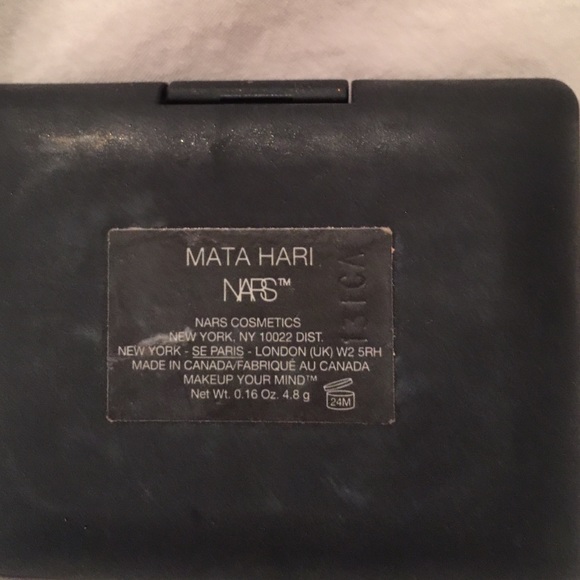 MATA HARI
NARS™
NARS COSMETICS
NEW YORK, NY 10022 DIST.
NEW YORK - SE PARIS - LONDON (UK) W2 5RH
MADE IN CANADA/FABRIQUÉ AU CANADA
MAKEUP YOUR MIND™
Net Wt. 0.16 Oz. 4.8 g
24M